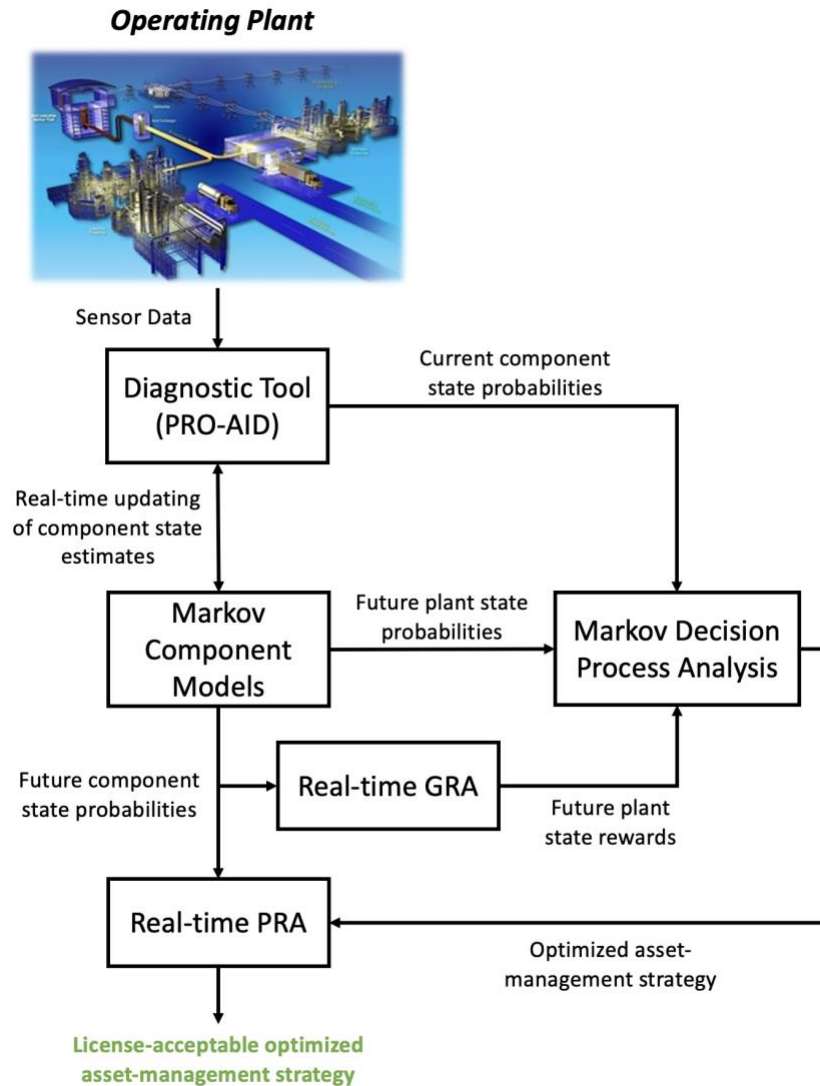 Operating Plant
Sensor Data
Diagnostic Tool
(PRO-AID)
Current component
state probabilities
Real-time updating
of component state
estimates
Markov
Component
Models
Future plant state
probabilities
Markov Decision
Process Analysis
Future component
state probabilities
Real-time GRA
Future plant
state rewards
Real-time PRA
Optimized asset-
management strategy
License-acceptable optimized
asset-management strategy